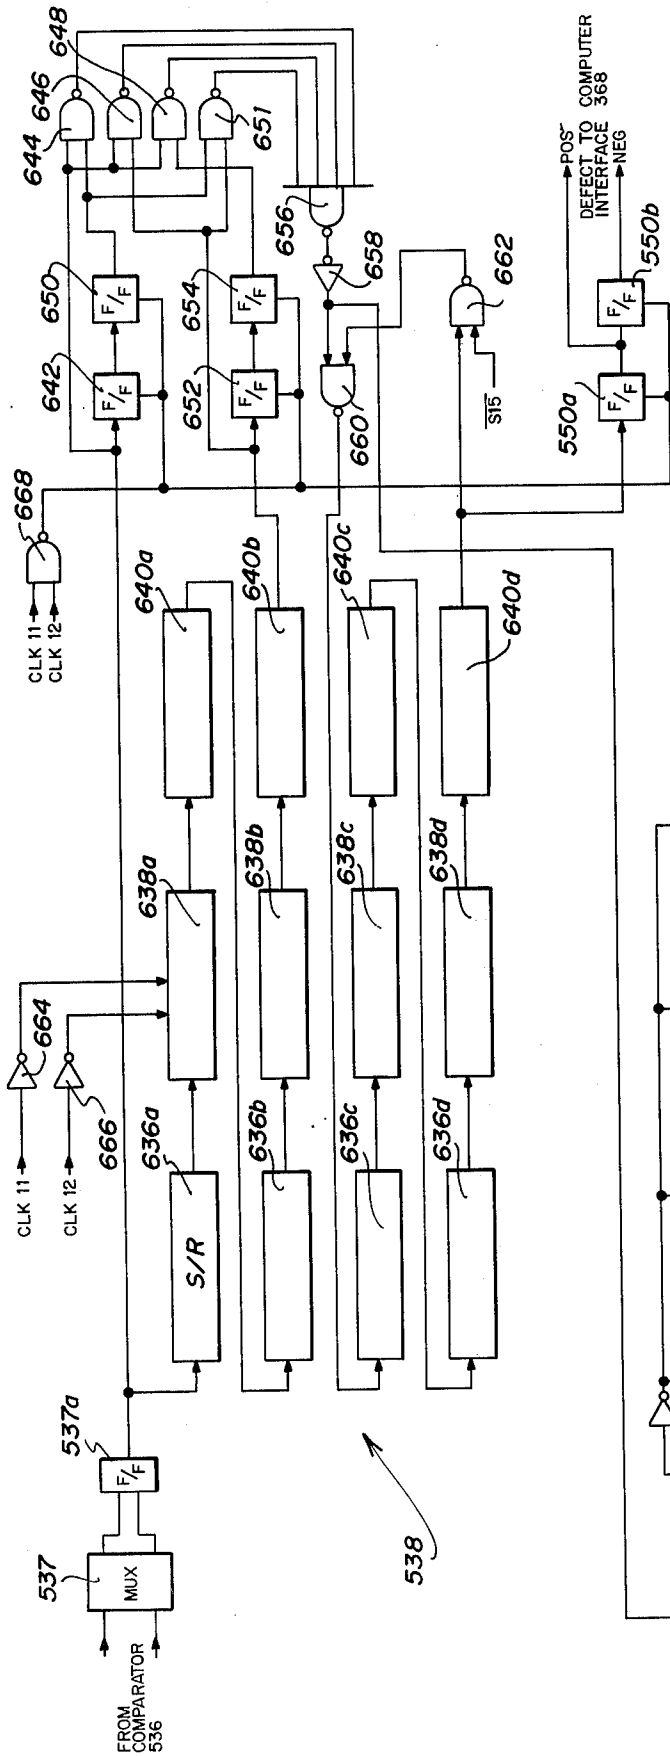 FROM
COMPARATOR
536
537
MUX
537a
F/F
538
CLK 11
CLK 12
664
666
636a
S/R
638a
640a
636b
638b
640b
636c
638c
640c
636d
638d
640d
CLK 11
CLK 12
668
642
F/F
650
F/F
652
F/F
654
F/F
644
646
648
651
656
658
660
662
S15
550a
F/F
550b
F/F
POS
DEFECT TO COMPUTER
INTERFACE 368
NEG